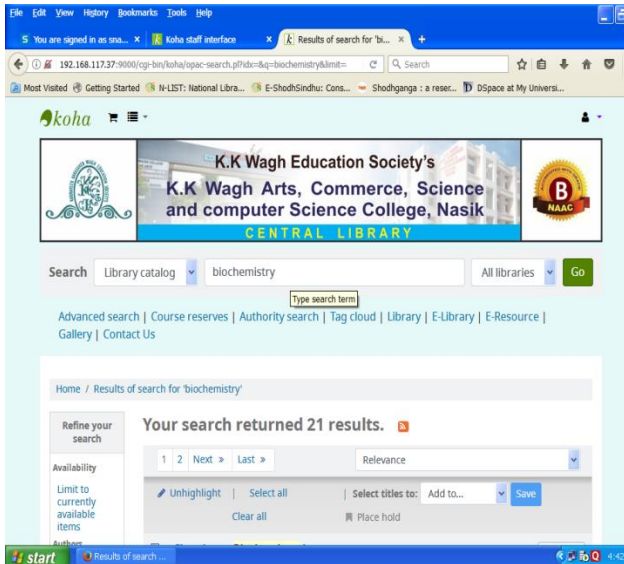 File Edit View History Bookmarks Tools Help
S You are signed in as sna... × Koha staff interface × Results of search for 'bi... × +
192.168.117.37:9000/cgi-bin/koha/opac-search.pl?idx=&q=biochemistry&limit= Search
Most Visited Getting Started N-LIST: National Libra... E-ShodhSindhu: Cons... Shodhganga : a reser... DSpace at My Universi...
koha
K.K Wagh Education Society's
K.K Wagh Arts, Commerce, Science
and computer Science College, Nasik
CENTRAL LIBRARY
B
NAAC
Search Library catalog biochemistry All libraries Go
Type search term
Advanced search | Course reserves | Authority search | Tag cloud | Library | E-Library | E-Resource |
Gallery | Contact Us
Home / Results of search for 'biochemistry'
Refine your
search
Availability
Limit to
currently
available
items
Authors
Your search returned 21 results.
1 2 Next » Last » Relevance
Unhighlight | Select all | Select titles to: Add to... Save
Clear all Place hold
start Results of search ... 4:42